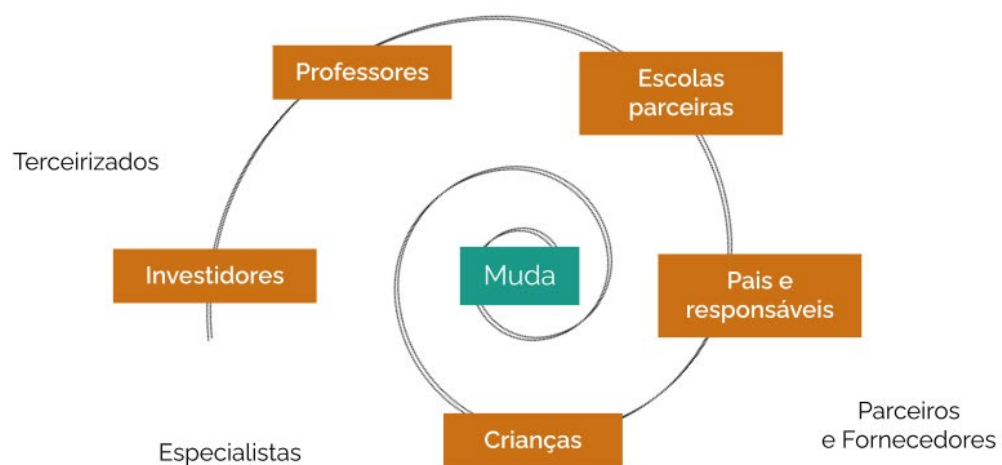 Professores
Escolas
parceiras
Terceirizados
Investidores
Muda
Pais e
responsáveis
Crianças
Especialistas
Parceiros
e Fornecedores